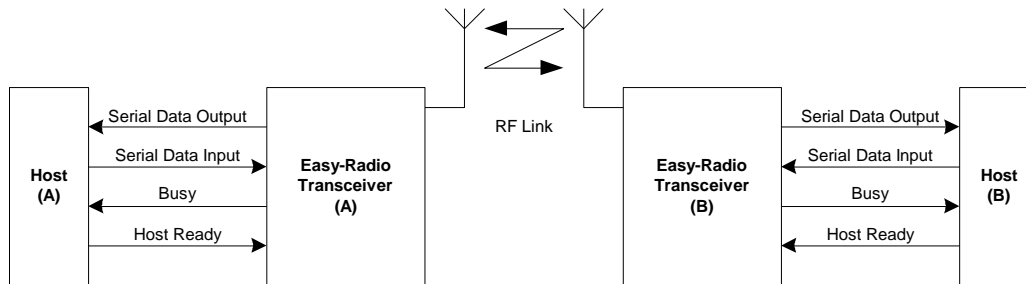 Serial Data Output
Serial Data Input
Busy
Host Ready
Host
(A)
Easy-Radio
Transceiver
(A)
RF Link
Easy-Radio
Transceiver
(B)
Serial Data Output
Serial Data Input
Busy
Host Ready
Host
(B)